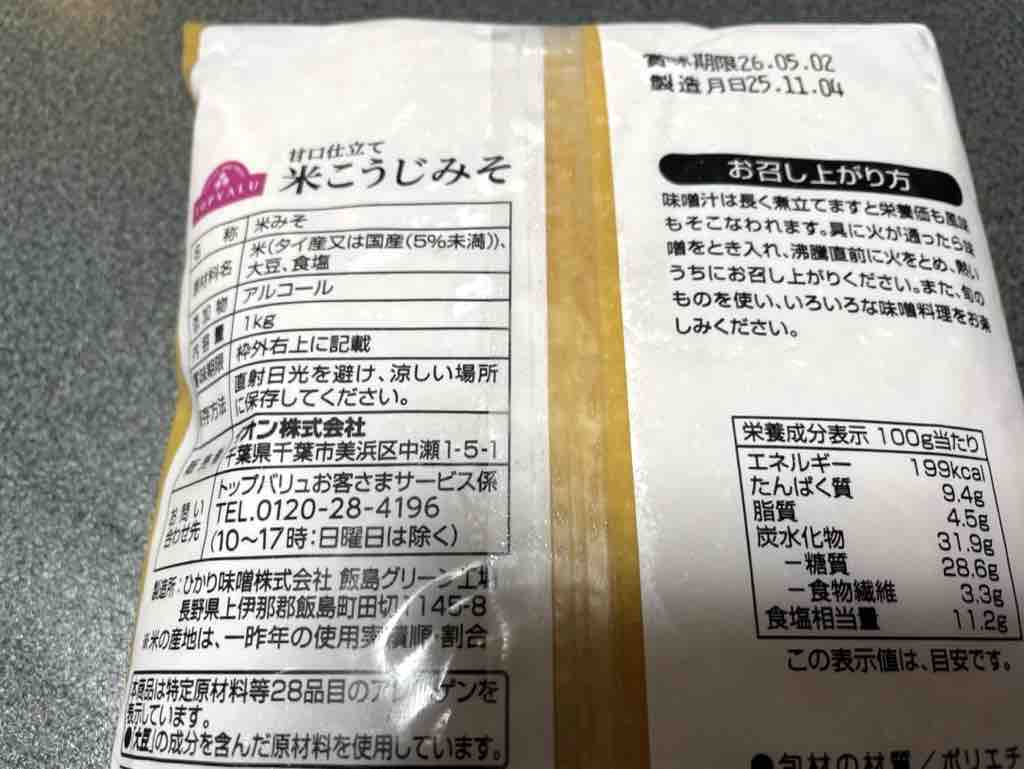 賞味期限26.05.02
製造月日25.11.04
TOPVALU
甘口仕立て
米こうじみそ
名 称 米みそ
原材料名 米(タイ産又は国産(5%未満))、
大豆、食塩
添加物 アルコール
内容量 1kg
賞味期限 枠外右上に記載
保存方法 直射日光を避け、涼しい場所
に保存してください。
イオン株式会社
千葉県千葉市美浜区中瀬1-5-1
お問い
合わせ先
トップバリュお客さまサービス係
TEL.0120-28-4196
(10~17時:日曜日は除く)
製造所:ひかり味噌株式会社 飯島グリーン工場
長野県上伊那郡飯島町田切1145-8
※米の産地は、一昨年の使用実績順・割合
本商品は特定原材料等28品目のアレルゲンを
表示しています。
●「大豆」の成分を含んだ原材料を使用しています。
お召し上がり方
味噌汁は長く煮立てますと栄養価も風味
もそこなわれます。具に火が通ったら味
噌をとき入れ、沸騰直前に火をとめ、熱い
うちにお召し上がりください。また、旬の
ものを使い、いろいろな味噌料理をお楽
しみください。
栄養成分表示 100g当たり
エネルギー 199kcal
たんぱく質 9.4g
脂質 4.5g
炭水化物 31.9g
－糖質 28.6g
－食物繊維 3.3g
食塩相当量 11.2g
この表示値は、目安です。
●包材の材質/ポリエチ